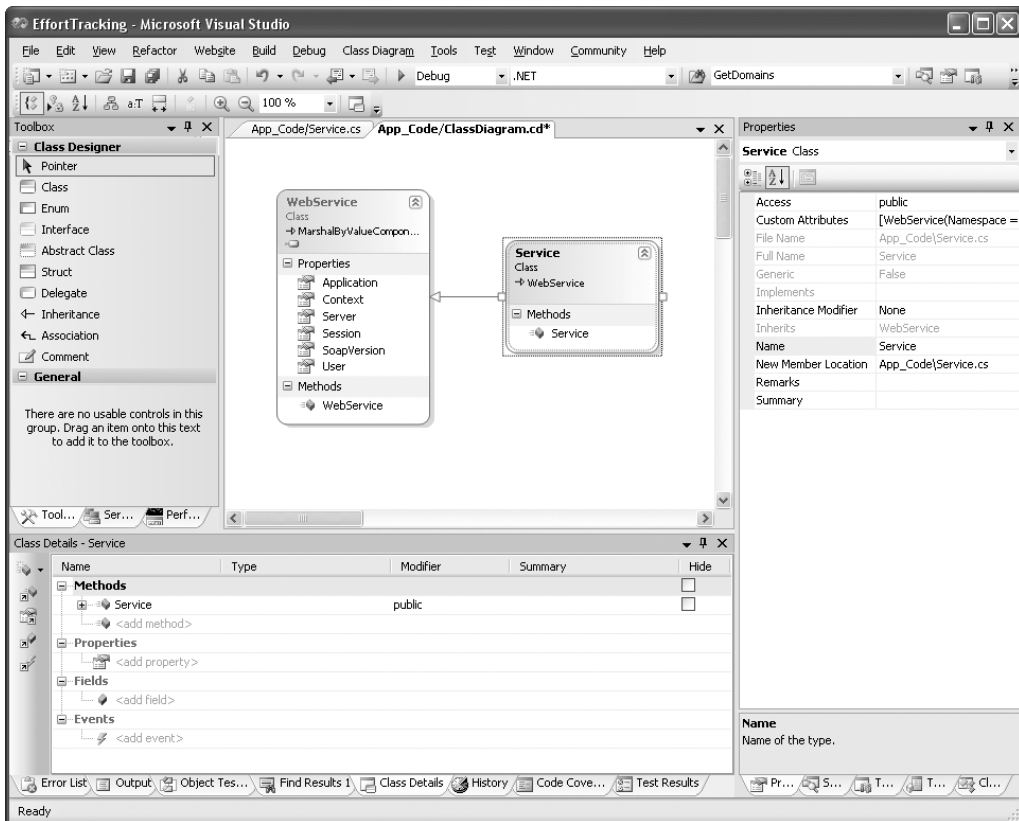 EffortTracking - Microsoft Visual Studio
File Edit View Refactor Website Build Debug Class Diagram Tools Test Window Community Help
Debug .NET GetDomains
a:T 100 %
Toolbox
Class Designer
Pointer
Class
Enum
Interface
Abstract Class
Struct
Delegate
Inheritance
Association
Comment
General
There are no usable controls in this
group. Drag an item onto this text
to add it to the toolbox.
Tool... Ser... Perf...
App_Code/Service.cs App_Code/ClassDiagram.cd*
WebService
Class
MarshalByValueCompon...
Properties
Application
Context
Server
Session
SoapVersion
User
Methods
WebService
Service
Class
WebService
Methods
Service
Properties
Service Class
Access public
Custom Attributes [WebService(Namespace =
File Name App_Code\Service.cs
Full Name Service
Generic False
Implements
Inheritance Modifier None
Inherits WebService
Name Service
New Member Location App_Code\Service.cs
Remarks
Summary
Name
Name of the type.
Pr... S... T... T... Cl...
Class Details - Service
Name Type Modifier Summary Hide
Methods
Service public
<add method>
Properties
<add property>
Fields
<add field>
Events
<add event>
Error List Output Object Tes... Find Results 1 Class Details History Code Cove... Test Results
Ready